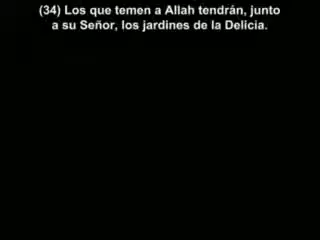 (34) Los que temen a Allah tendrán, junto
a su Señor, los jardines de la Delicia.